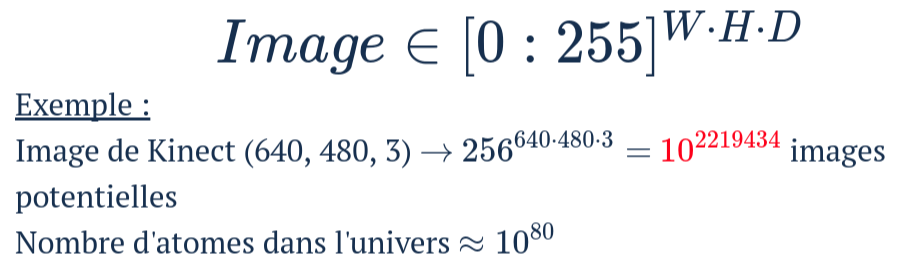 Image ∈ [0 : 255]^{W·H·D}
Exemple :
Image de Kinect (640, 480, 3) → 256^{640·480·3} = 10^{2219434} images
potentielles
Nombre d'atomes dans l'univers ≈ 10^{80}